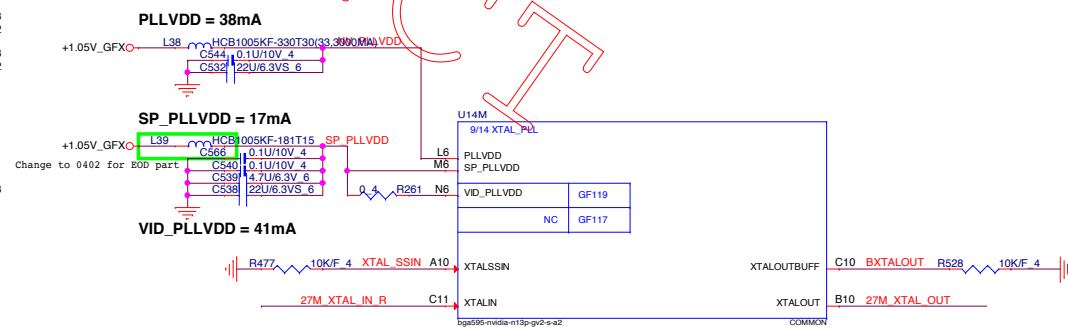 PLLVDD = 38mA
+1.05V_GFX
L38
HCB1005KF-330T30(33,3000MA)
C544
0.1U/10V_4
C532
22U/6.3VS_6
SP_PLLVDD = 17mA
+1.05V_GFX
L39
HCB1005KF-181T15
SP_PLLVDD
Change to 0402 for EOD part
C566
0.1U/10V_4
C540
0.1U/10V_4
C539
4.7U/6.3V_6
C538
22U/6.3VS_6
0_4
R261
VID_PLLVDD = 41mA
U14M
9/14 XTAL_PLL
L6
PLLVDD
M6
SP_PLLVDD
N6
VID_PLLVDD
GF119
NC
GF117
R477
10K/F_4
XTAL_SSIN
A10
XTALSSIN
XTALOUTBUFF
C10
BXTALOUT
R528
10K/F_4
27M_XTAL_IN_R
C11
XTALIN
XTALOUT
B10
27M_XTAL_OUT
bga595-nvidia-n13p-gv2-s-a2
COMMON
C
T